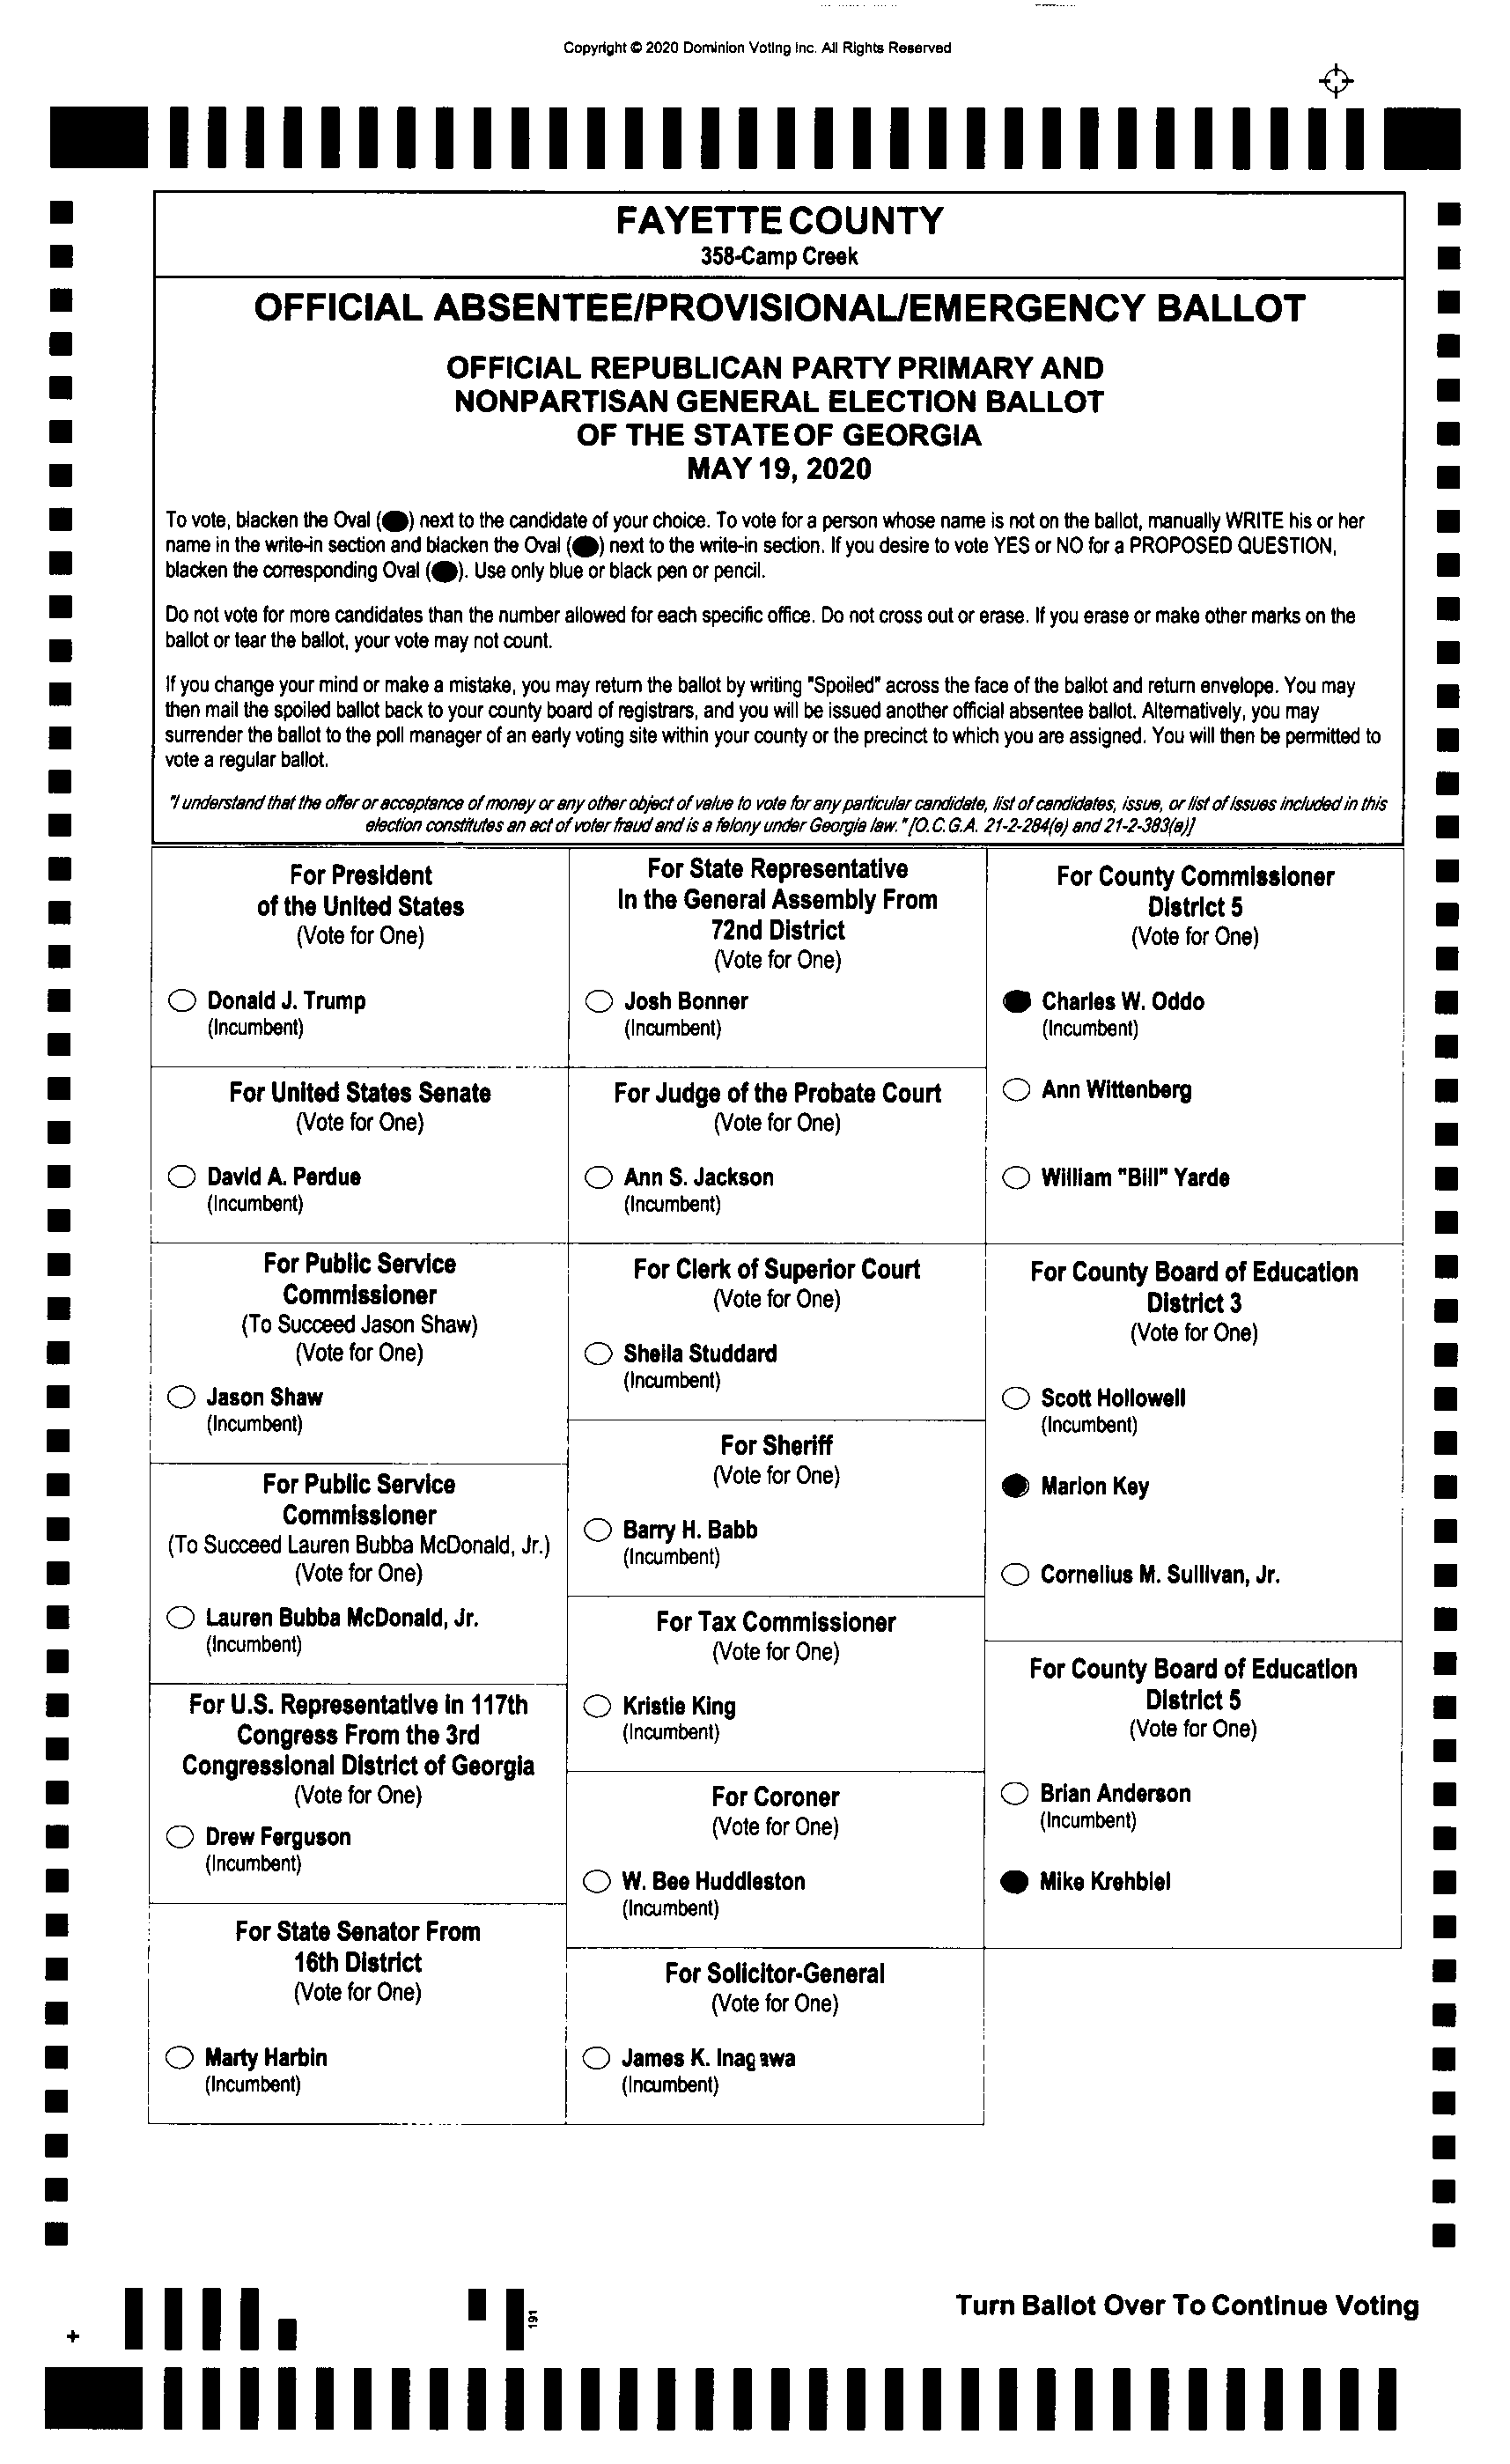 Copyright © 2020 Dominion Voting Inc. All Rights Reserved
FAYETTE COUNTY
358-Camp Creek
OFFICIAL ABSENTEE/PROVISIONAL/EMERGENCY BALLOT
OFFICIAL REPUBLICAN PARTY PRIMARY AND
NONPARTISAN GENERAL ELECTION BALLOT
OF THE STATE OF GEORGIA
MAY 19, 2020
To vote, blacken the Oval ( ) next to the candidate of your choice. To vote for a person whose name is not on the ballot, manually WRITE his or her
name in the write-in section and blacken the Oval ( ) next to the write-in section. If you desire to vote YES or NO for a PROPOSED QUESTION,
blacken the corresponding Oval ( ). Use only blue or black pen or pencil.
Do not vote for more candidates than the number allowed for each specific office. Do not cross out or erase. If you erase or make other marks on the
ballot or tear the ballot, your vote may not count.
If you change your mind or make a mistake, you may return the ballot by writing "Spoiled" across the face of the ballot and return envelope. You may
then mail the spoiled ballot back to your county board of registrars, and you will be issued another official absentee ballot. Alternatively, you may
surrender the ballot to the poll manager of an early voting site within your county or the precinct to which you are assigned. You will then be permitted to
vote a regular ballot.
"I understand that the offer or acceptance of money or any other object of value to vote for any particular candidate, list of candidates, issue, or list of issues included in this
election constitutes an act of voter fraud and is a felony under Georgia law." [O.C.G.A. 21-2-284(e) and 21-2-383(a)]
For President
of the United States
(Vote for One)
Donald J. Trump
(Incumbent)
For United States Senate
(Vote for One)
David A. Perdue
(Incumbent)
For Public Service
Commissioner
(To Succeed Jason Shaw)
(Vote for One)
Jason Shaw
(Incumbent)
For Public Service
Commissioner
(To Succeed Lauren Bubba McDonald, Jr.)
(Vote for One)
Lauren Bubba McDonald, Jr.
(Incumbent)
For U.S. Representative in 117th
Congress From the 3rd
Congressional District of Georgia
(Vote for One)
Drew Ferguson
(Incumbent)
For State Senator From
16th District
(Vote for One)
Marty Harbin
(Incumbent)
For State Representative
In the General Assembly From
72nd District
(Vote for One)
Josh Bonner
(Incumbent)
For Judge of the Probate Court
(Vote for One)
Ann S. Jackson
(Incumbent)
For Clerk of Superior Court
(Vote for One)
Sheila Studdard
(Incumbent)
For Sheriff
(Vote for One)
Barry H. Babb
(Incumbent)
For Tax Commissioner
(Vote for One)
Kristie King
(Incumbent)
For Coroner
(Vote for One)
W. Bee Huddleston
(Incumbent)
For Solicitor-General
(Vote for One)
James K. Inagawa
(Incumbent)
For County Commissioner
District 5
(Vote for One)
Charles W. Oddo
(Incumbent)
Ann Wittenberg
William "Bill" Yarde
For County Board of Education
District 3
(Vote for One)
Scott Hollowell
(Incumbent)
Marion Key
Cornelius M. Sullivan, Jr.
For County Board of Education
District 5
(Vote for One)
Brian Anderson
(Incumbent)
Mike Krehbiel
Turn Ballot Over To Continue Voting
191